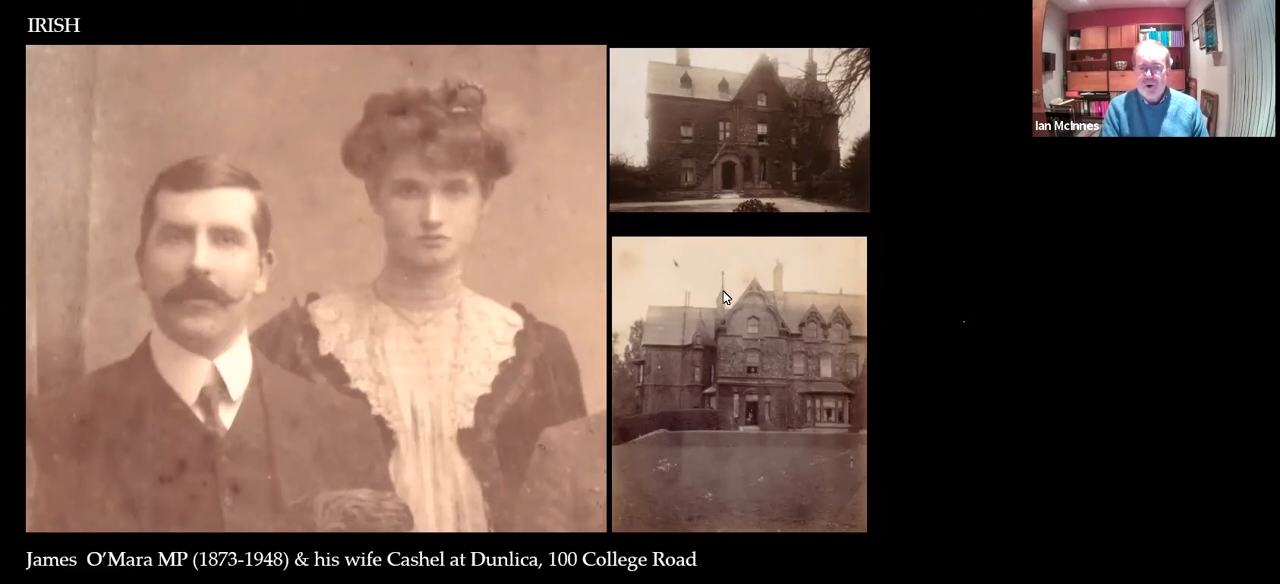 IRISH
Ian McInnes
James O’Mara MP (1873-1948) & his wife Cashel at Dunlica, 100 College Road